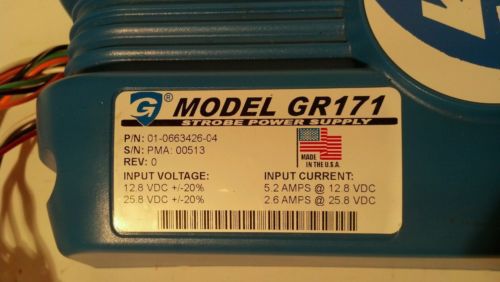 G ® MODEL GR171
STROBE POWER SUPPLY
P/N: 01-0663426-04
S/N: PMA: 00513
REV: 0
MADE
IN THE U.S.A.
INPUT VOLTAGE:
12.8 VDC +/-20%
25.8 VDC +/-20%
INPUT CURRENT:
5.2 AMPS @ 12.8 VDC
2.6 AMPS @ 25.8 VDC